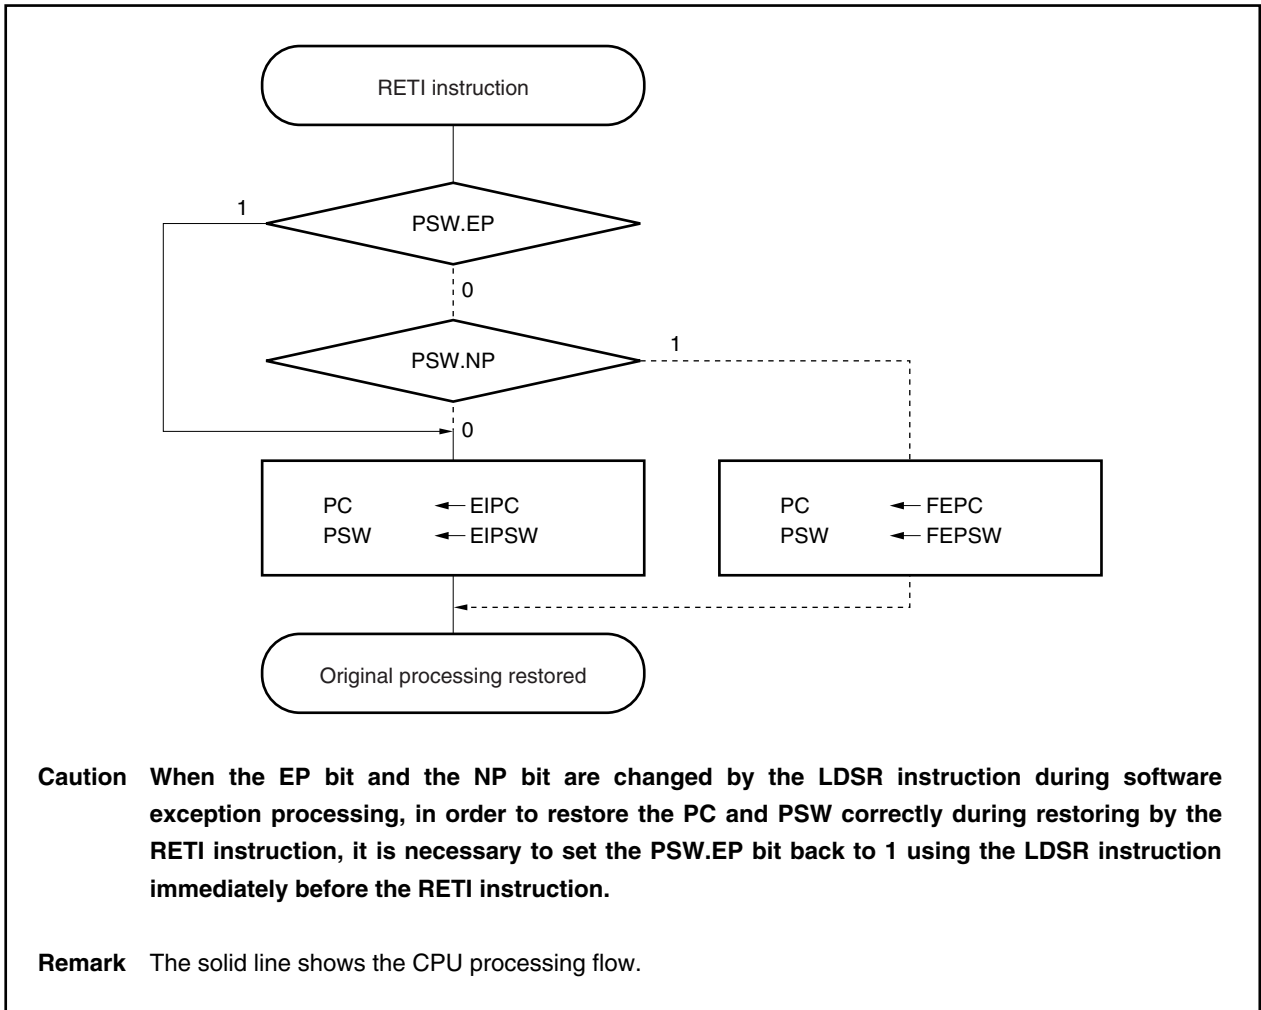 RETI instruction
1
PSW.EP
0
PSW.NP
1
0
PC ← EIPC
PSW ← EIPSW
PC ← FEPC
PSW ← FEPSW
Original processing restored
Caution When the EP bit and the NP bit are changed by the LDSR instruction during software
exception processing, in order to restore the PC and PSW correctly during restoring by the
RETI instruction, it is necessary to set the PSW.EP bit back to 1 using the LDSR instruction
immediately before the RETI instruction.
Remark The solid line shows the CPU processing flow.